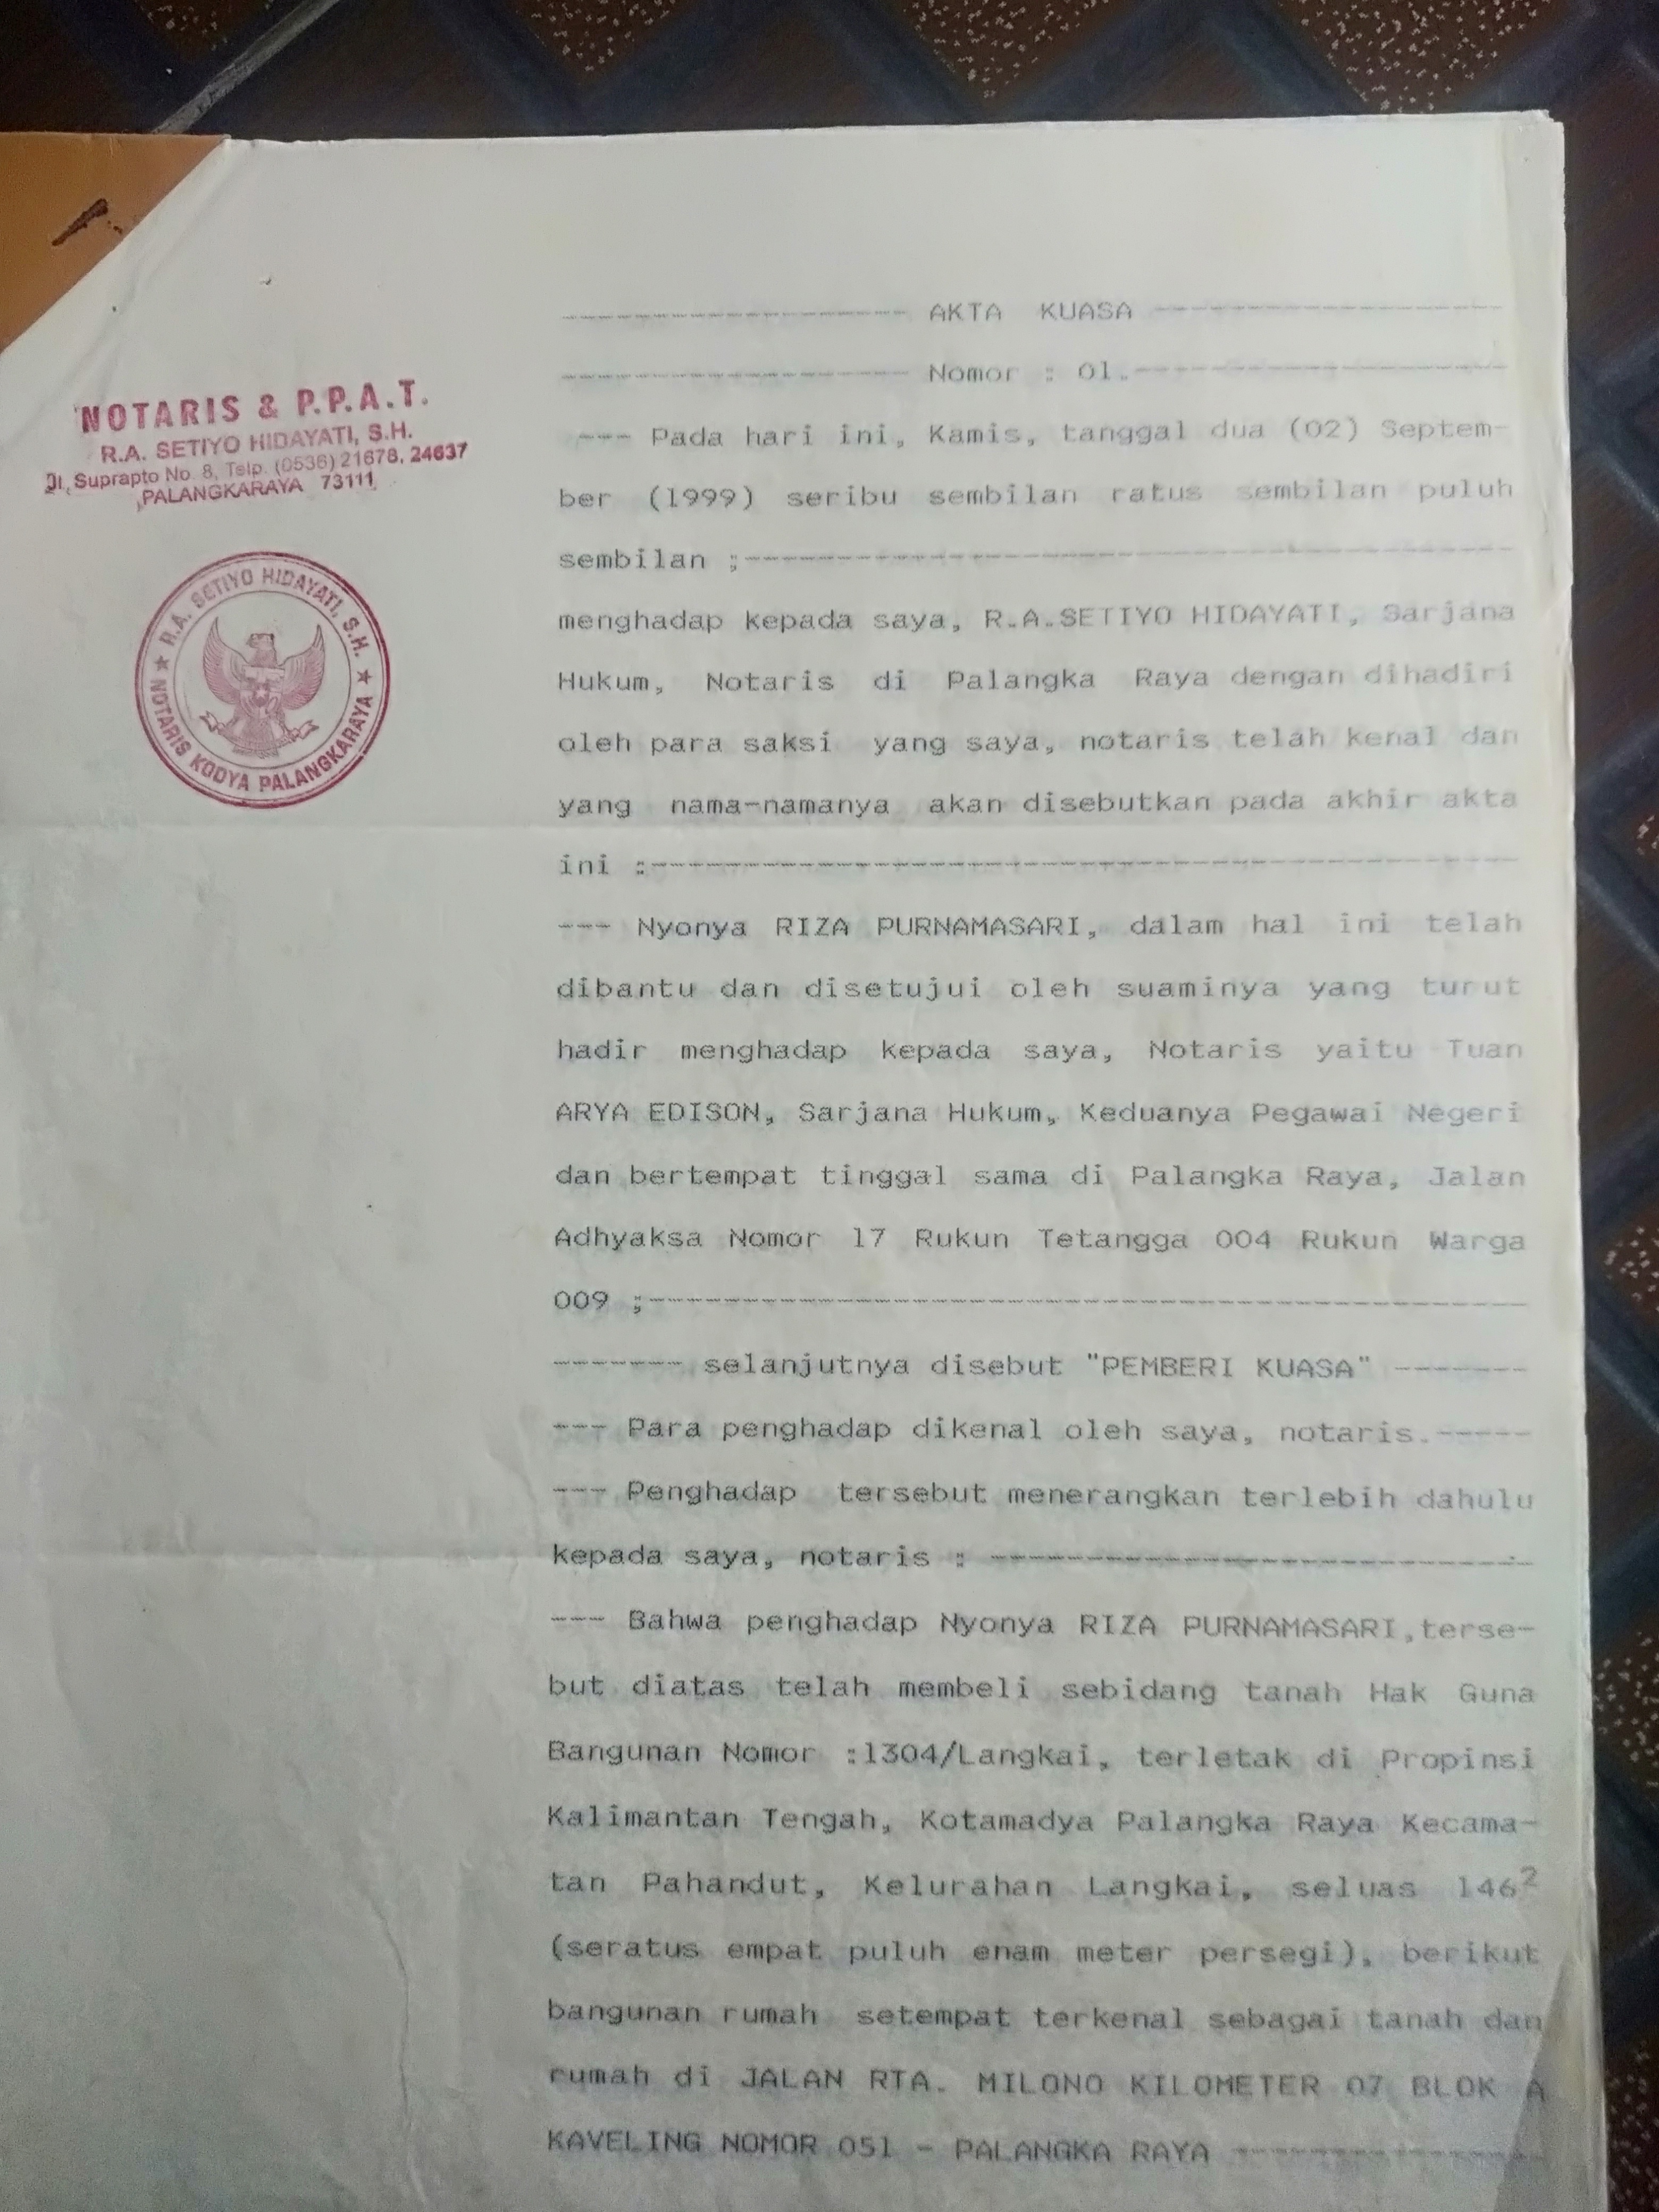 NOTARIS & P.P.A.T.
R.A. SETIYO HIDAYATI, S.H.
Jl. Suprapto No. 8, Telp. (0536) 21678, 24637
PALANGKARAYA 73111
★ R.A. SETIYO HIDAYATI, S.H. ★
NOTARIS KODYA PALANGKARAYA
------------------- AKTA KUASA -------------------
------------------- Nomor : 01.--------------------
--- Pada hari ini, Kamis, tanggal dua (02) Septem-
ber (1999) seribu sembilan ratus sembilan puluh
sembilan ;------------------------------------------
menghadap kepada saya, R.A.SETIYO HIDAYATI, Sarjana
Hukum, Notaris di Palangka Raya dengan dihadiri
oleh para saksi yang saya, notaris telah kenal dan
yang nama-namanya akan disebutkan pada akhir akta
ini :-----------------------------------------------
--- Nyonya RIZA PURNAMASARI, dalam hal ini telah
dibantu dan disetujui oleh suaminya yang turut
hadir menghadap kepada saya, Notaris yaitu Tuan
ARYA EDISON, Sarjana Hukum, Keduanya Pegawai Negeri
dan bertempat tinggal sama di Palangka Raya, Jalan
Adhyaksa Nomor 17 Rukun Tetangga 004 Rukun Warga
009 ;-----------------------------------------------
------- selanjutnya disebut "PEMBERI KUASA" -------
--- Para penghadap dikenal oleh saya, notaris.-----
--- Penghadap tersebut menerangkan terlebih dahulu
kepada saya, notaris : -----------------------------
--- Bahwa penghadap Nyonya RIZA PURNAMASARI,terse-
but diatas telah membeli sebidang tanah Hak Guna
Bangunan Nomor :1304/Langkai, terletak di Propinsi
Kalimantan Tengah, Kotamadya Palangka Raya Kecama-
tan Pahandut, Kelurahan Langkai, seluas 146²
(seratus empat puluh enam meter persegi), berikut
bangunan rumah setempat terkenal sebagai tanah dan
rumah di JALAN RTA. MILONO KILOMETER 07 BLOK A
KAVELING NOMOR 051 - PALANGKA RAYA ----------------